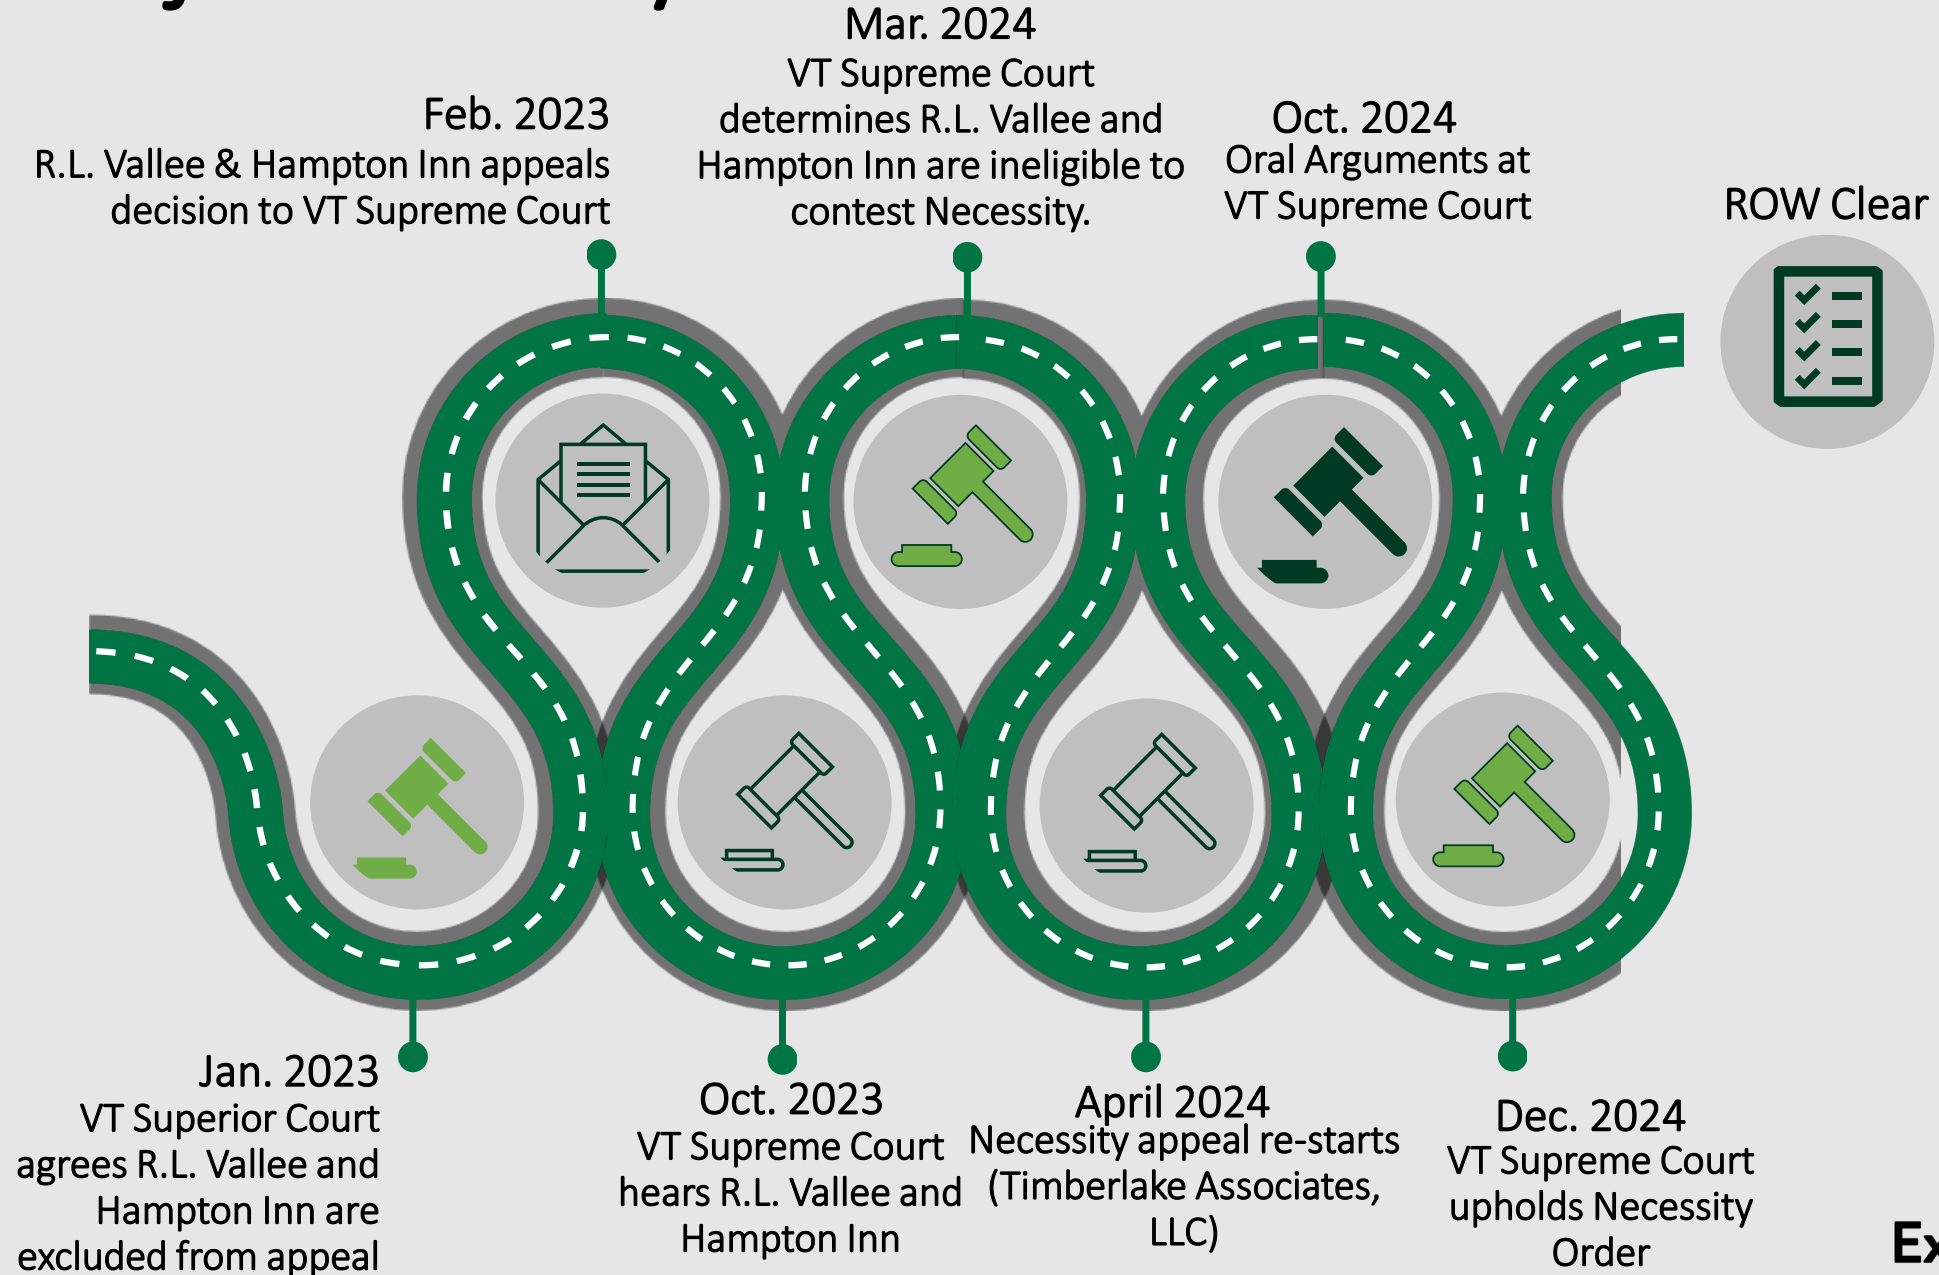 Mar. 2024
VT Supreme Court
determines R.L. Vallee and
Hampton Inn are ineligible to
contest Necessity.
Feb. 2023
R.L. Vallee & Hampton Inn appeals
decision to VT Supreme Court
Oct. 2024
Oral Arguments at
VT Supreme Court
ROW Clear
Jan. 2023
VT Superior Court
agrees R.L. Vallee and
Hampton Inn are
excluded from appeal
Oct. 2023
VT Supreme Court
hears R.L. Vallee and
Hampton Inn
April 2024
Necessity appeal re-starts
(Timberlake Associates,
LLC)
Dec. 2024
VT Supreme Court
upholds Necessity
Order